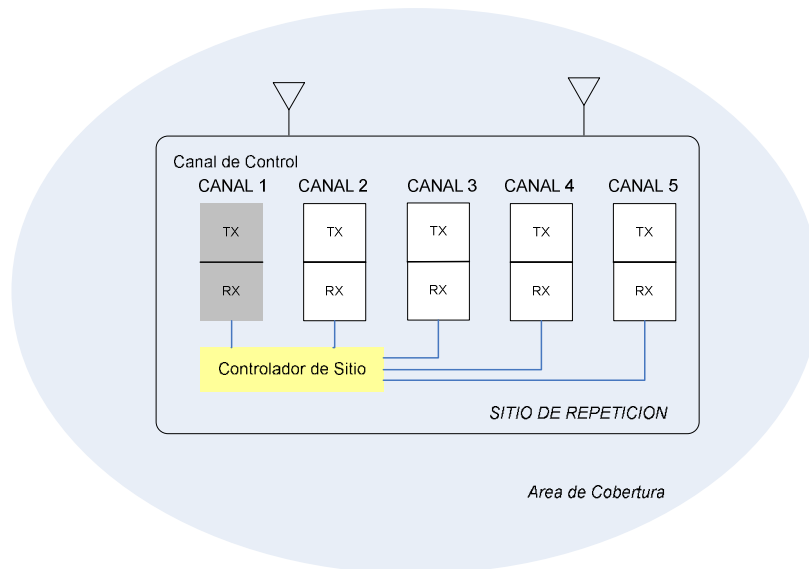 Canal de Control
CANAL 1 CANAL 2 CANAL 3 CANAL 4 CANAL 5
TX TX TX TX TX
RX RX RX RX RX
Controlador de Sitio
SITIO DE REPETICION
Area de Cobertura